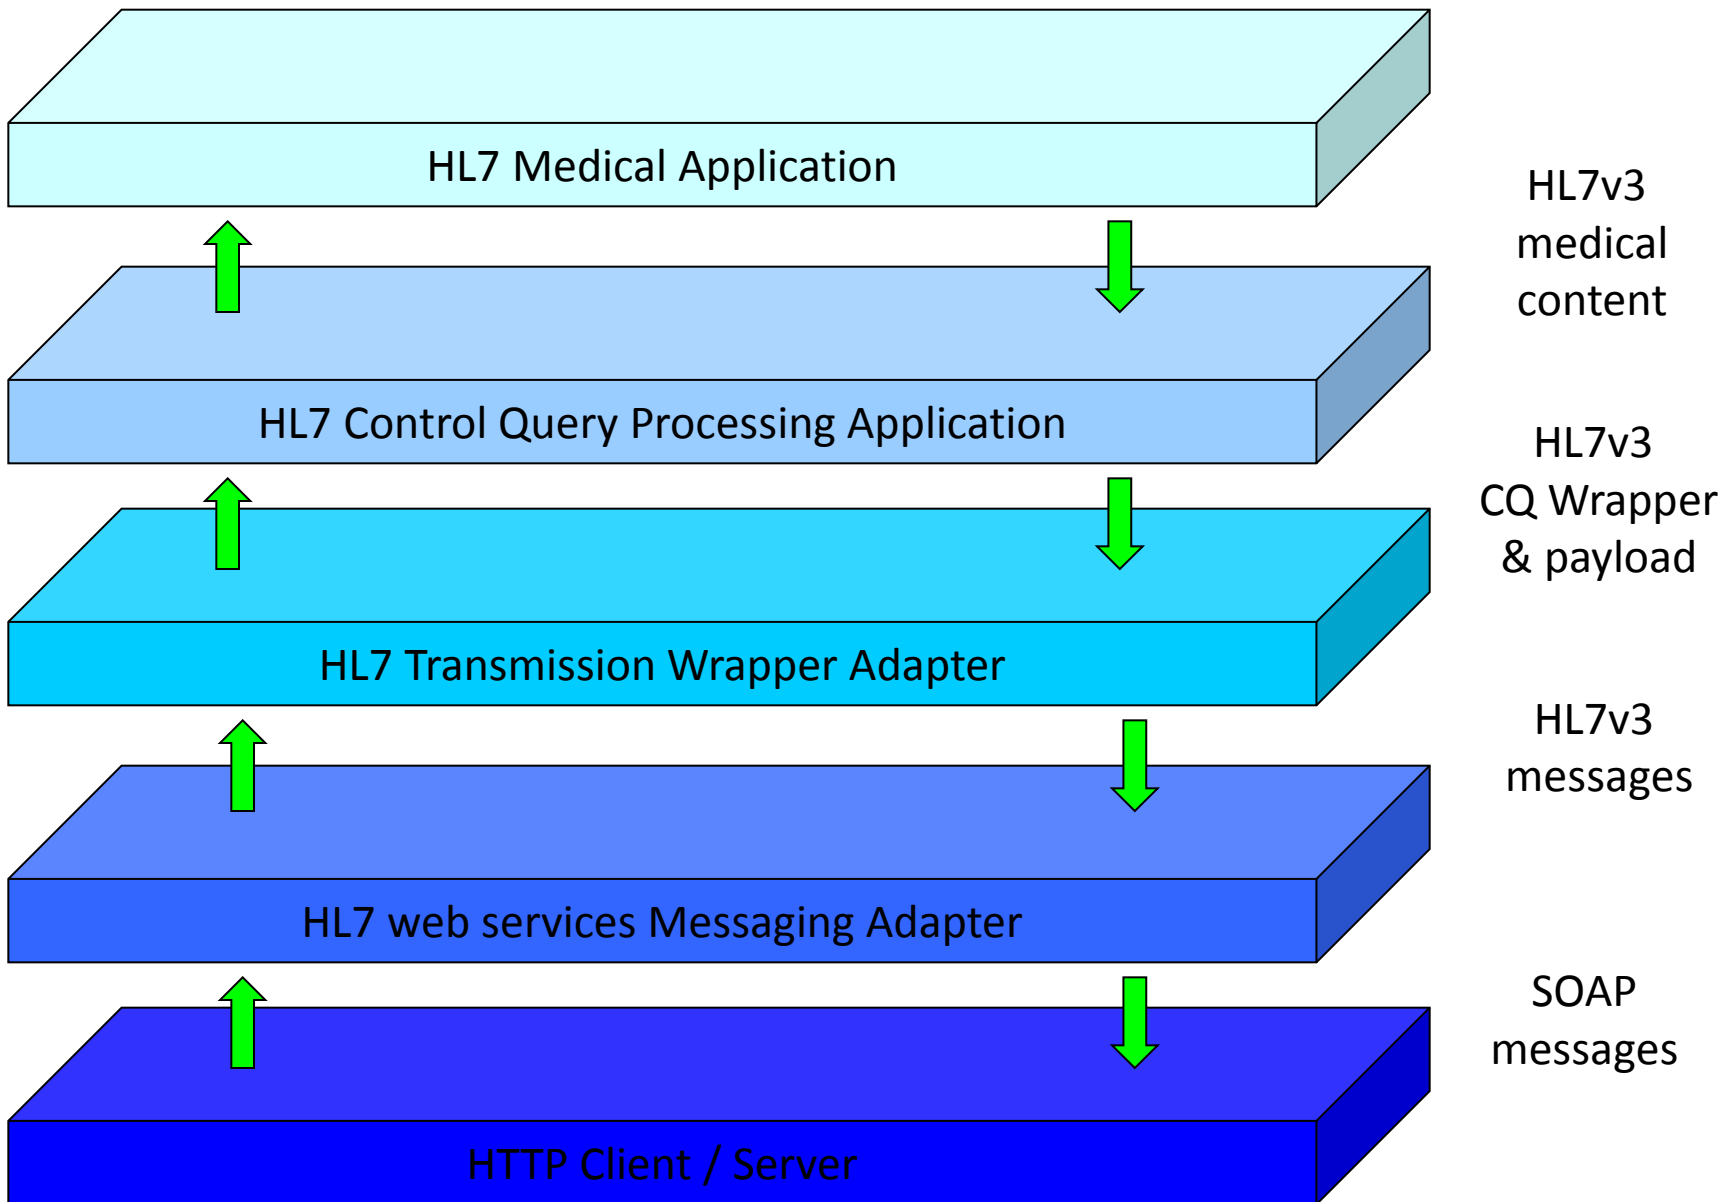 HL7 Medical Application
HL7v3
medical
content
HL7 Control Query Processing Application
HL7v3
CQ Wrapper
& payload
HL7 Transmission Wrapper Adapter
HL7v3
messages
HL7 web services Messaging Adapter
SOAP
messages
HTTP Client / Server